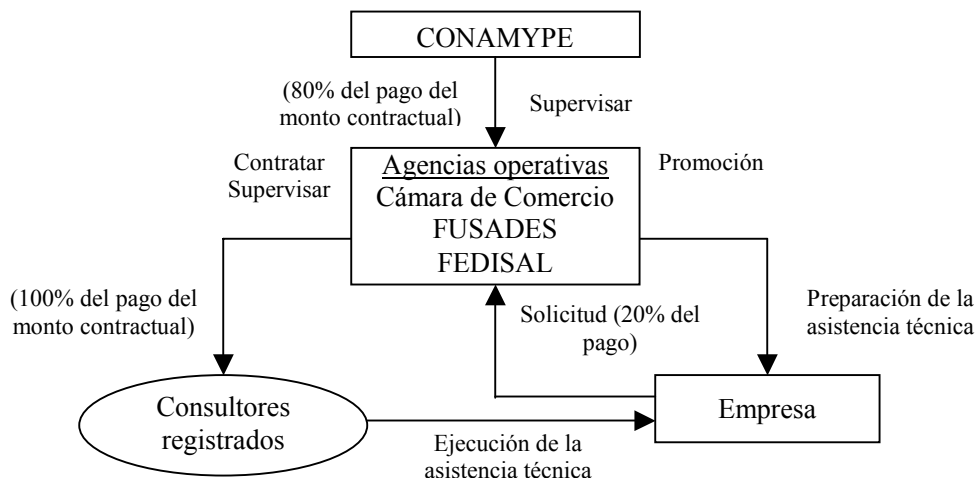 CONAMYPE
(80% del pago del
monto contractual)
Supervisar
Contratar
Supervisar
Agencias operativas
Cámara de Comercio
FUSADES
FEDISAL
Promoción
(100% del pago del
monto contractual)
Solicitud (20% del
pago)
Preparación de la
asistencia técnica
Consultores
registrados
Empresa
Ejecución de la
asistencia técnica